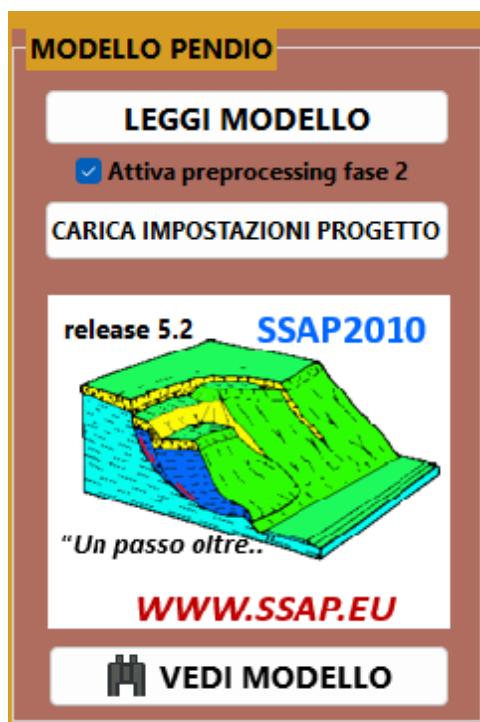 MODELLO PENDIO
LEGGI MODELLO
Attiva preprocessing fase 2
CARICA IMPOSTAZIONI PROGETTO
release 5.2 SSAP2010
“Un passo oltre..
WWW.SSAP.EU
VEDI MODELLO